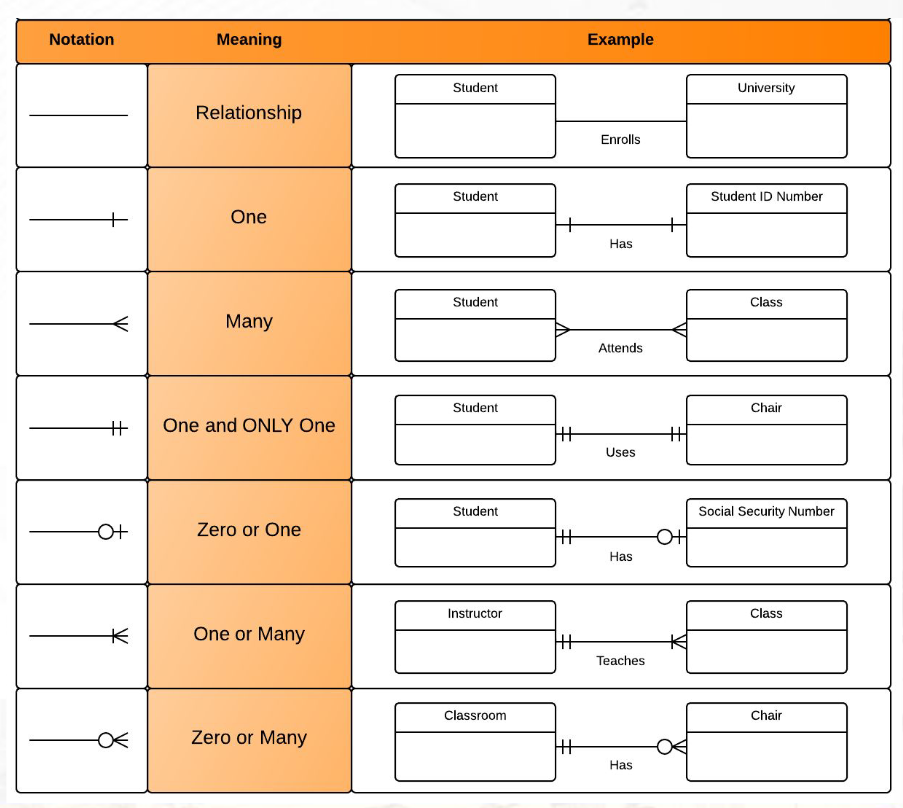 Notation Meaning Example
Relationship
Student University
Enrolls
One
Student Student ID Number
Has
Many
Student Class
Attends
One and ONLY One
Student Chair
Uses
Zero or One
Student Social Security Number
Has
One or Many
Instructor Class
Teaches
Zero or Many
Classroom Chair
Has